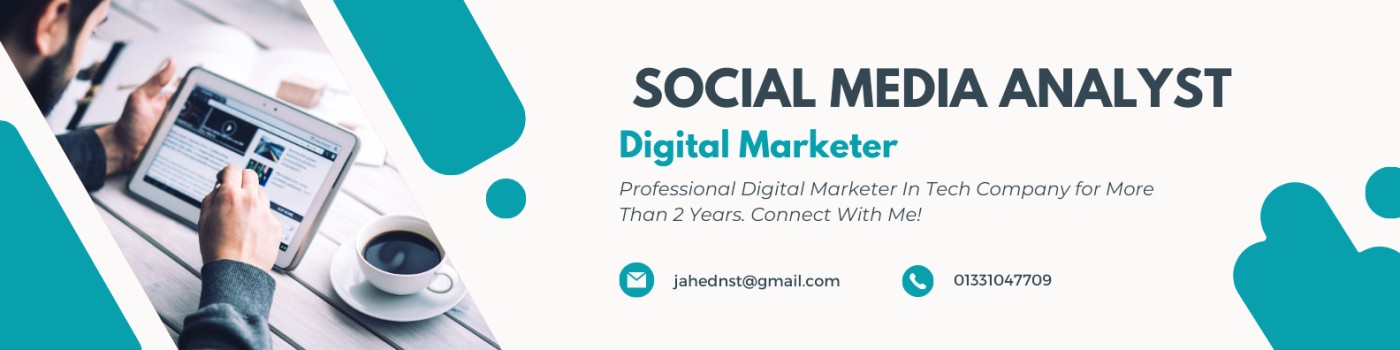 SOCIAL MEDIA ANALYST
Digital Marketer
Professional Digital Marketer In Tech Company for More
Than 2 Years. Connect With Me!
jahednst@gmail.com
01331047709